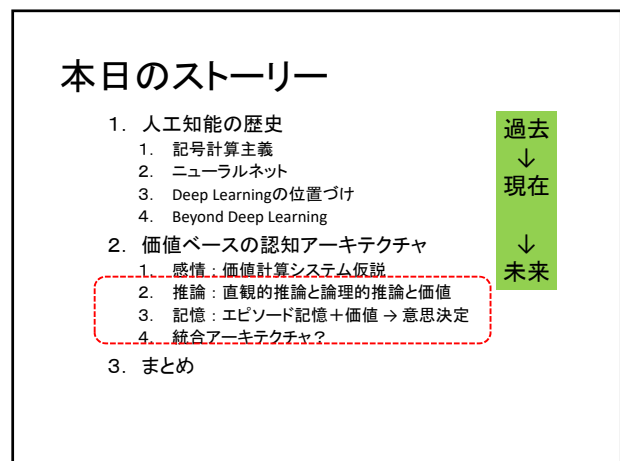 本日のストーリー
1. 人工知能の歴史
1. 記号計算主義
2. ニューラルネット
3. Deep Learningの位置づけ
4. Beyond Deep Learning
2. 価値ベースの認知アーキテクチャ
1. 感情：価値計算システム仮説
2. 推論：直観的推論と論理的推論と価値
3. 記憶：エピソード記憶＋価値 → 意思決定
4. 統合アーキテクチャ？
3. まとめ
過去
↓
現在
↓
未来